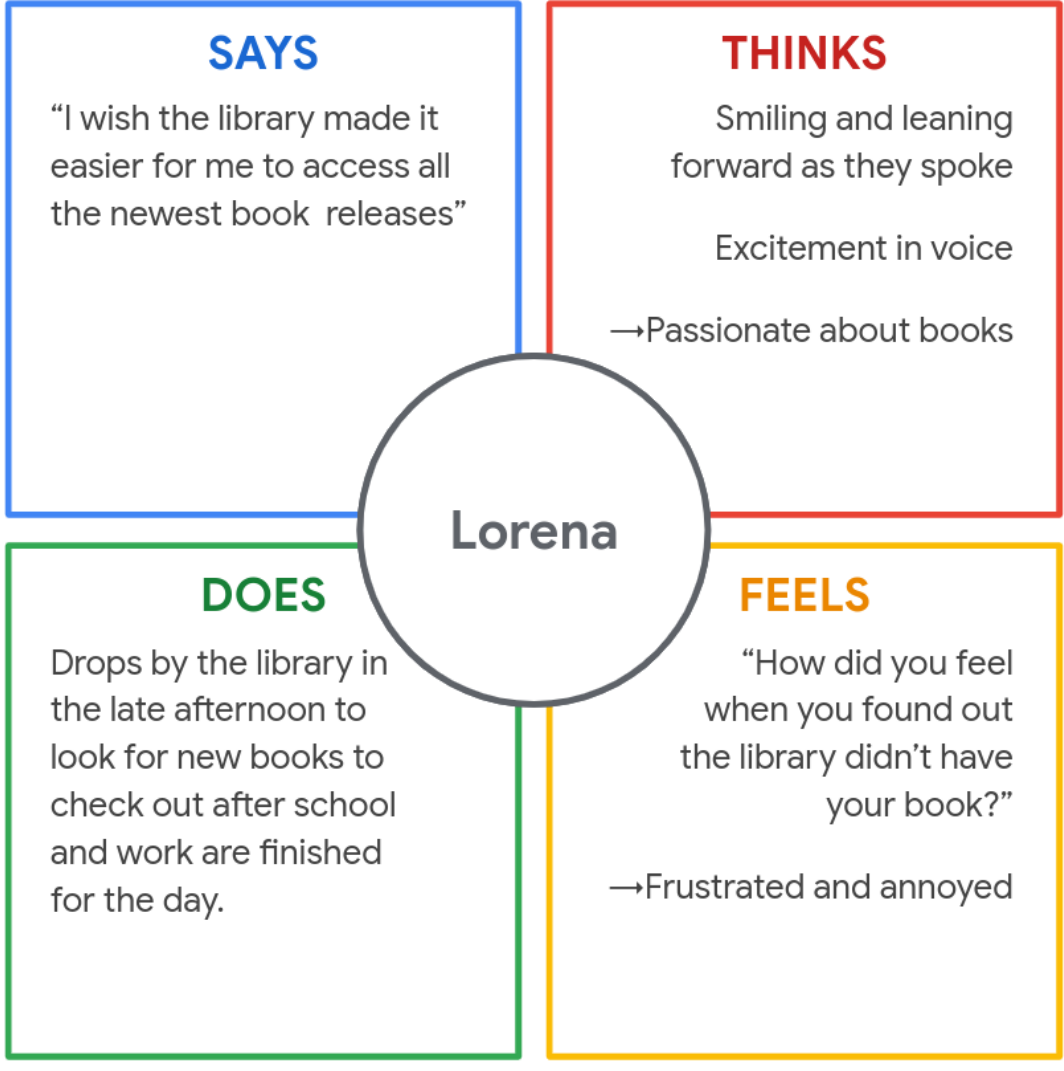 SAYS
“I wish the library made it
easier for me to access all
the newest book  releases”
THINKS
Smiling and leaning
forward as they spoke
Excitement in voice
→Passionate about books
Lorena
DOES
Drops by the library in
the late afternoon to
look for new books to
check out after school
and work are finished
for the day.
FEELS
“How did you feel
when you found out
the library didn’t have
your book?”
→Frustrated and annoyed